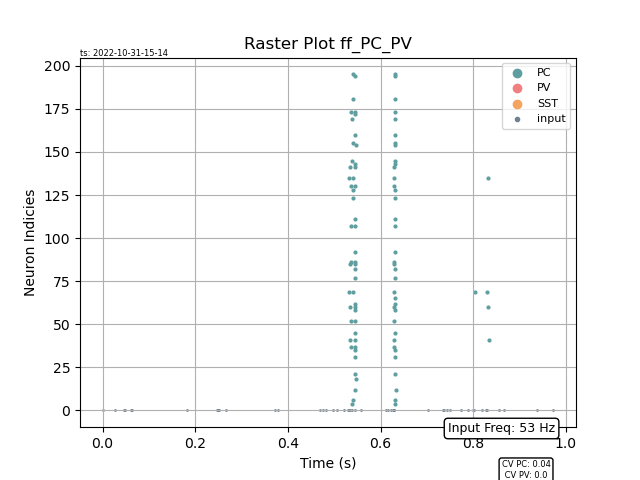 ts: 2022-10-31-15-14
Raster Plot ff_PC_PV
200
175
150
125
100
75
50
25
0
Neuron Indicies
PC
PV
SST
input
Input Freq: 53 Hz
0.0
0.2
0.4
0.6
0.8
1.0
Time (s)
CV PC: 0.04
CV PV: 0.0